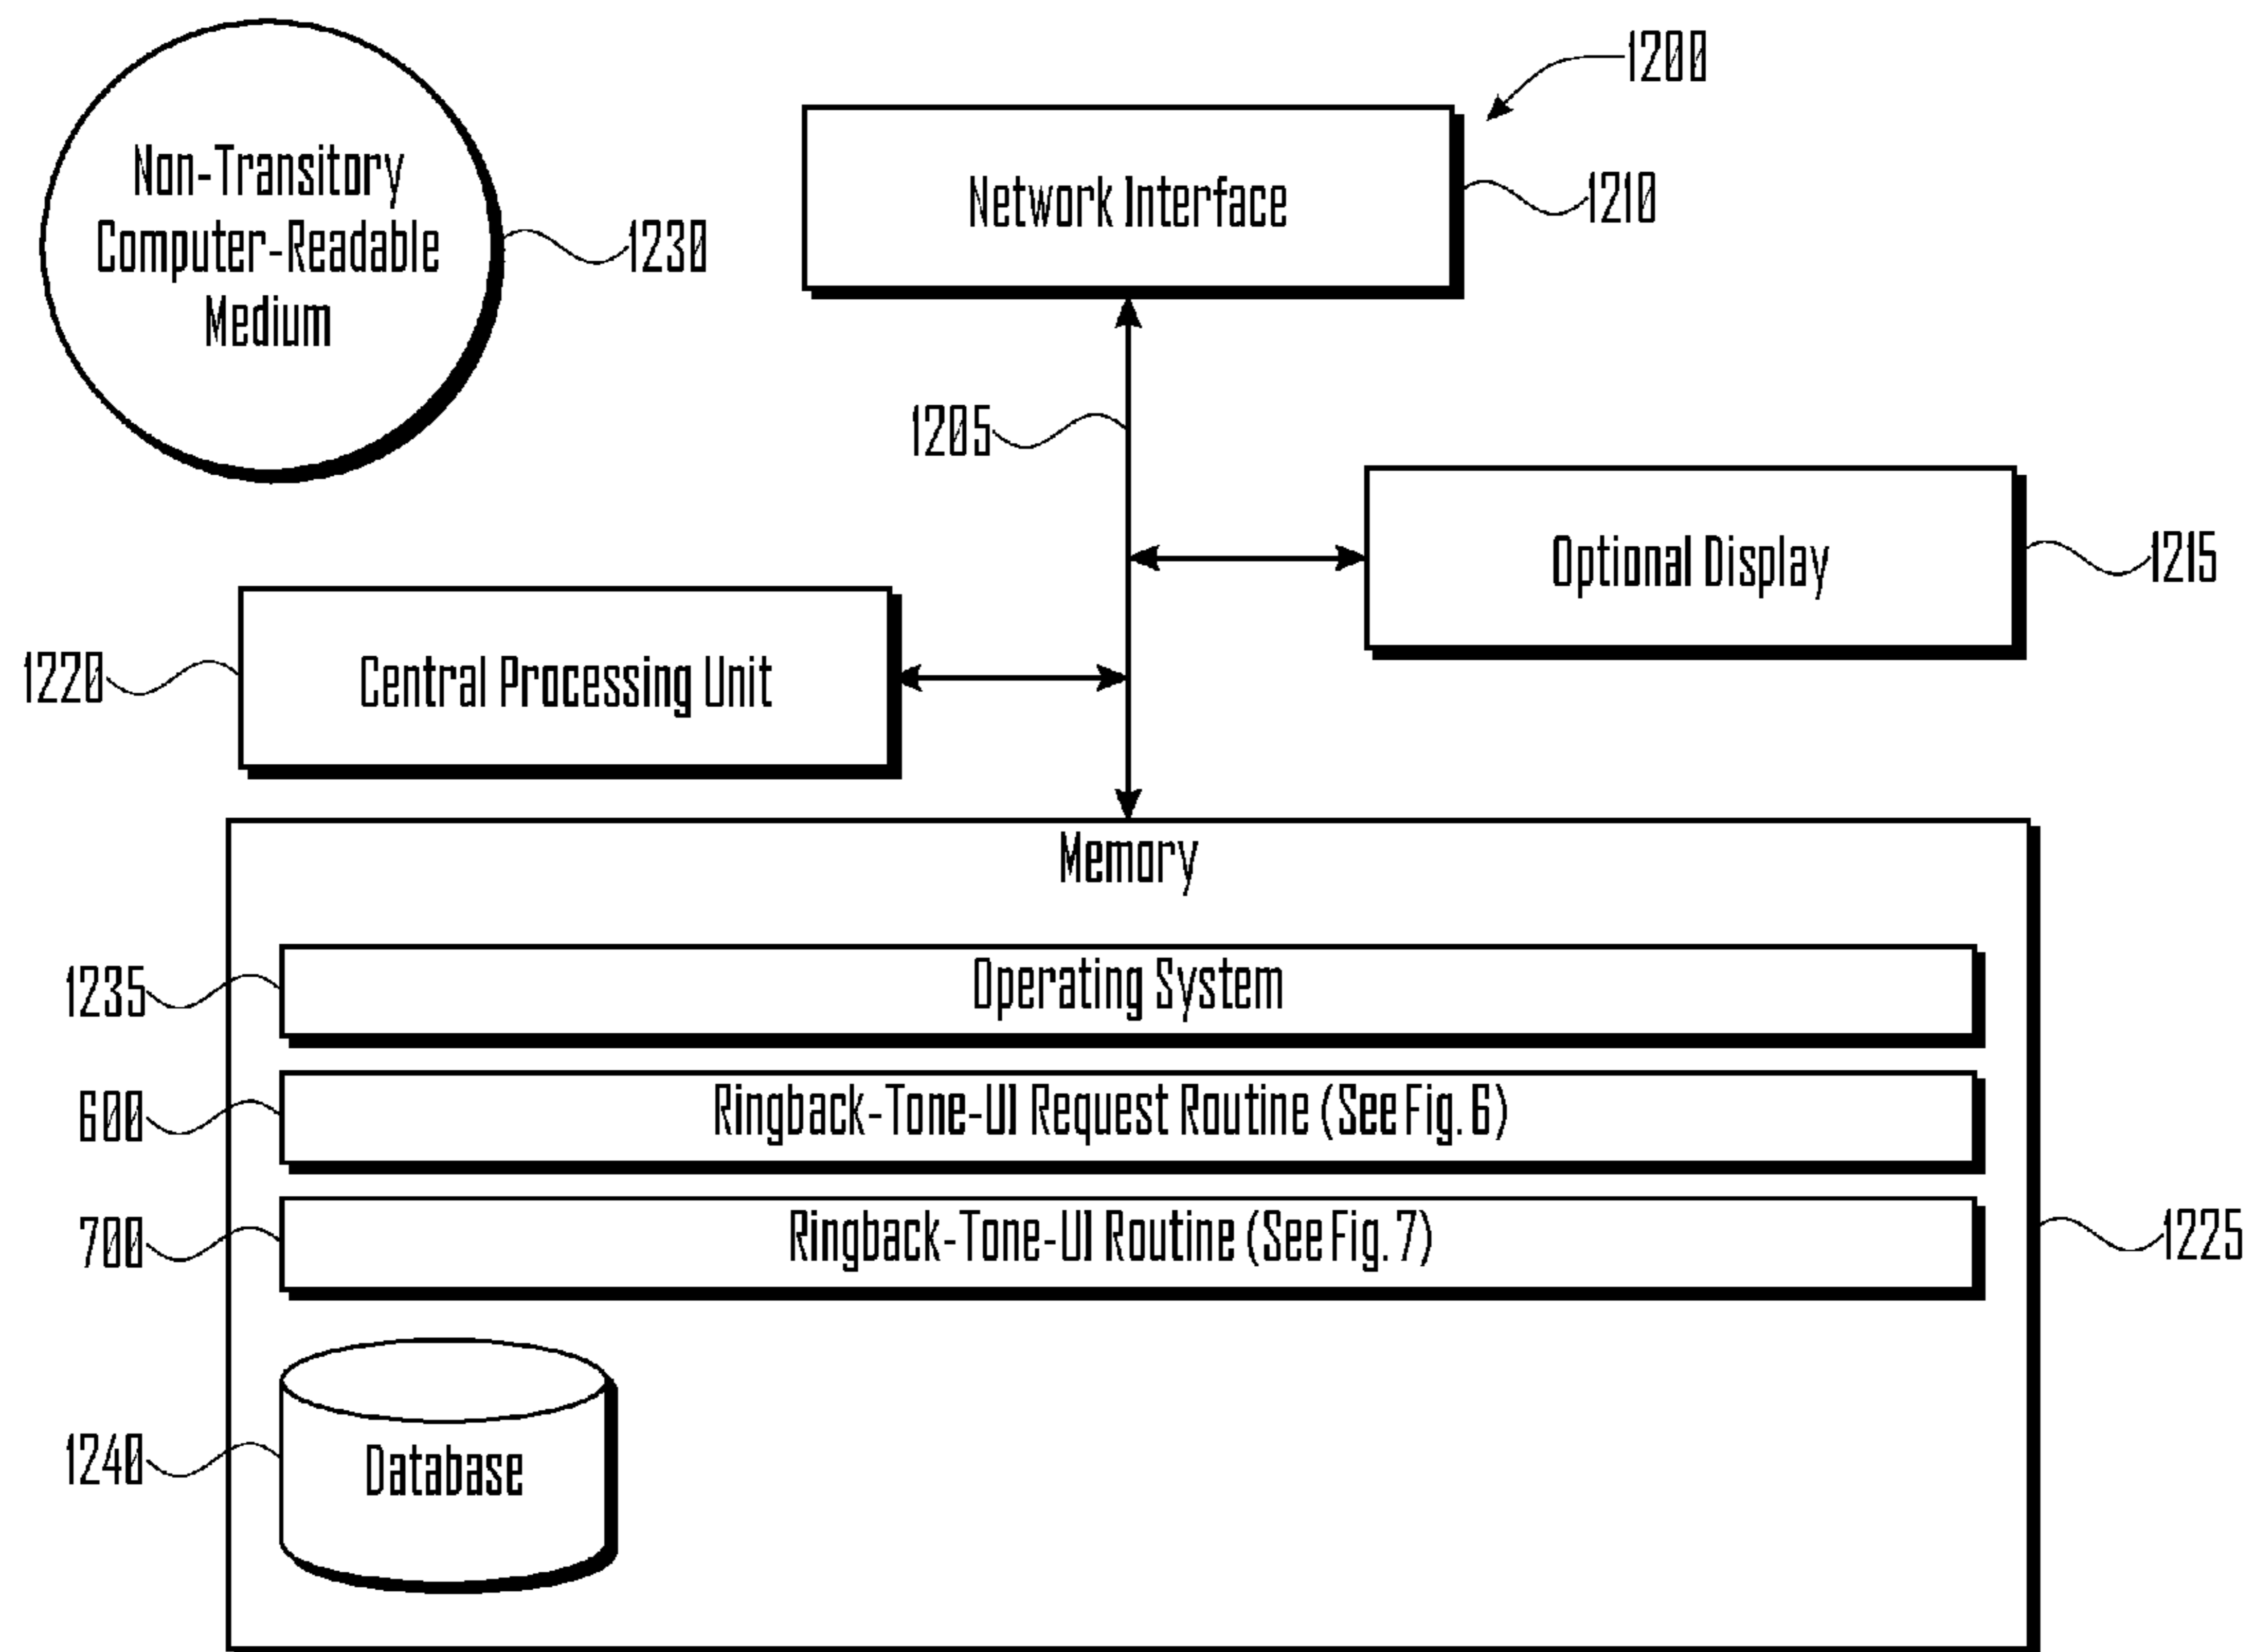 1200
Non-Transitory
Computer-Readable
Medium
1230
Network Interface
1210
1205
Optional Display
1215
1220
Central Processing Unit
Memory
1235
Operating System
600
Ringback-Tone-UI Request Routine (See Fig. 6)
700
Ringback-Tone-UI Routine (See Fig. 7)
1225
1240
Database